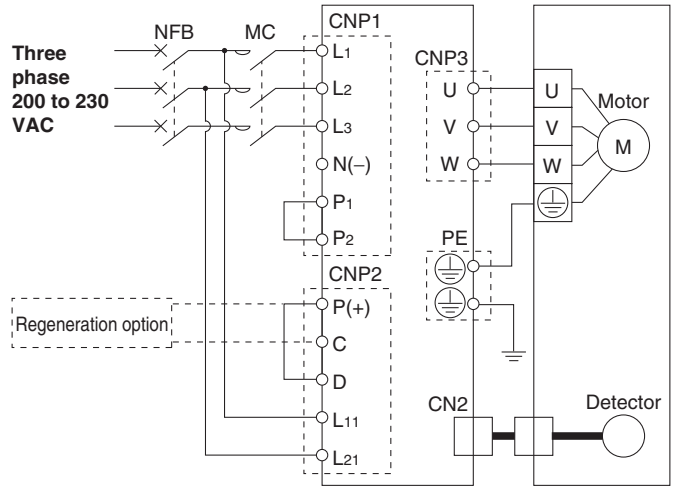 Three
phase
200 to 230
VAC
NFB
MC
CNP1
L1
L2
L3
N(–)
P1
P2
CNP2
P(+)
C
D
L11
L21
Regeneration option
CNP3
U
V
W
PE
CN2
U
V
W
Motor
M
Detector